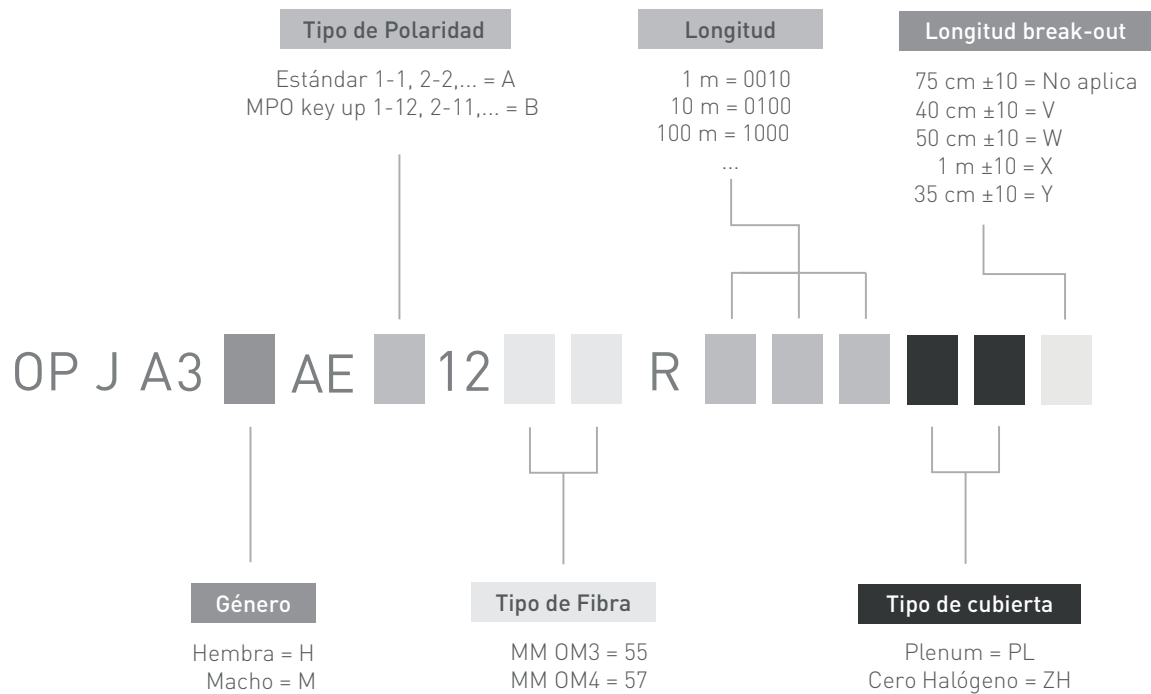 Tipo de Polaridad
Estándar 1-1, 2-2,... = A
MPO key up 1-12, 2-11,... = B
Longitud
1 m = 0010
10 m = 0100
100 m = 1000
...
Longitud break-out
75 cm ±10 = No aplica
40 cm ±10 = V
50 cm ±10 = W
1 m ±10 = X
35 cm ±10 = Y
OP J A3 AE 12 R
Género
Hembra = H
Macho = M
Tipo de Fibra
MM OM3 = 55
MM OM4 = 57
Tipo de cubierta
Plenum = PL
Cero Halógeno = ZH